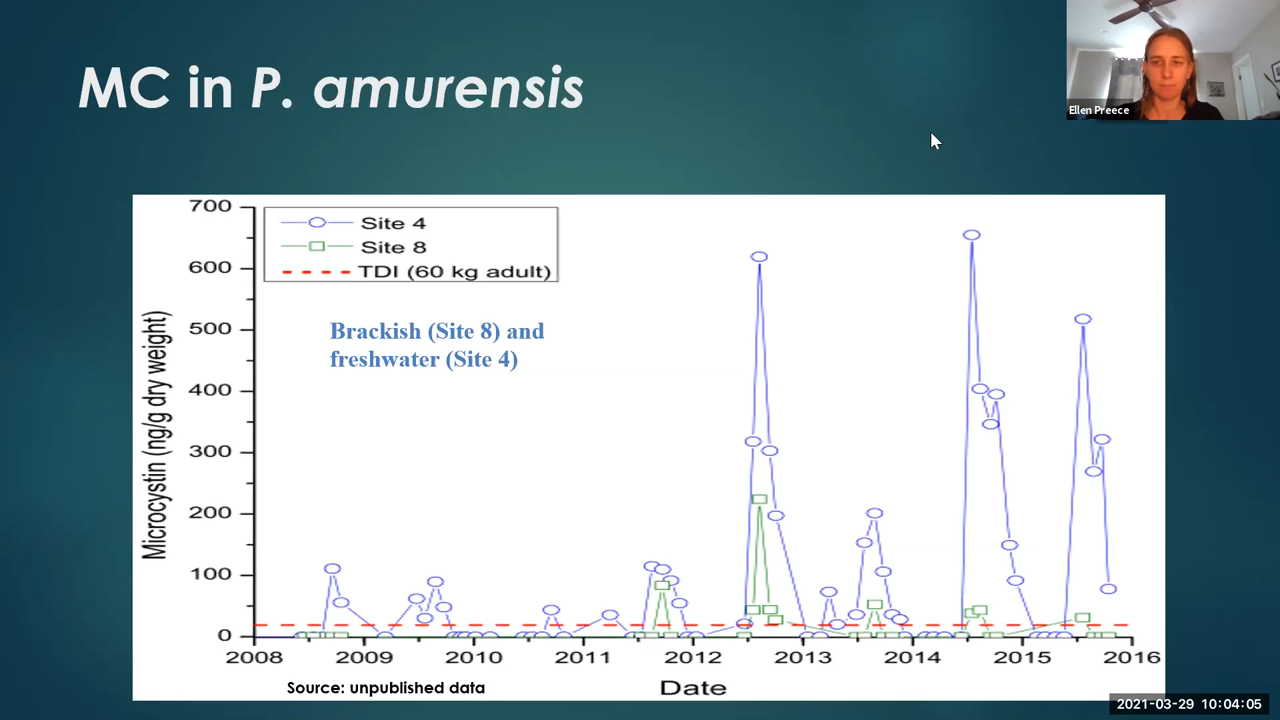 MC in P. amurensis
Ellen Preece
700
600
500
400
300
200
100
0
Microcystin (ng/g dry weight)
Site 4
Site 8
TDI (60 kg adult)
Brackish (Site 8) and
freshwater (Site 4)
2008 2009 2010 2011 2012 2013 2014 2015 2016
Source: unpublished data
Date
2021-03-29 10:04:05